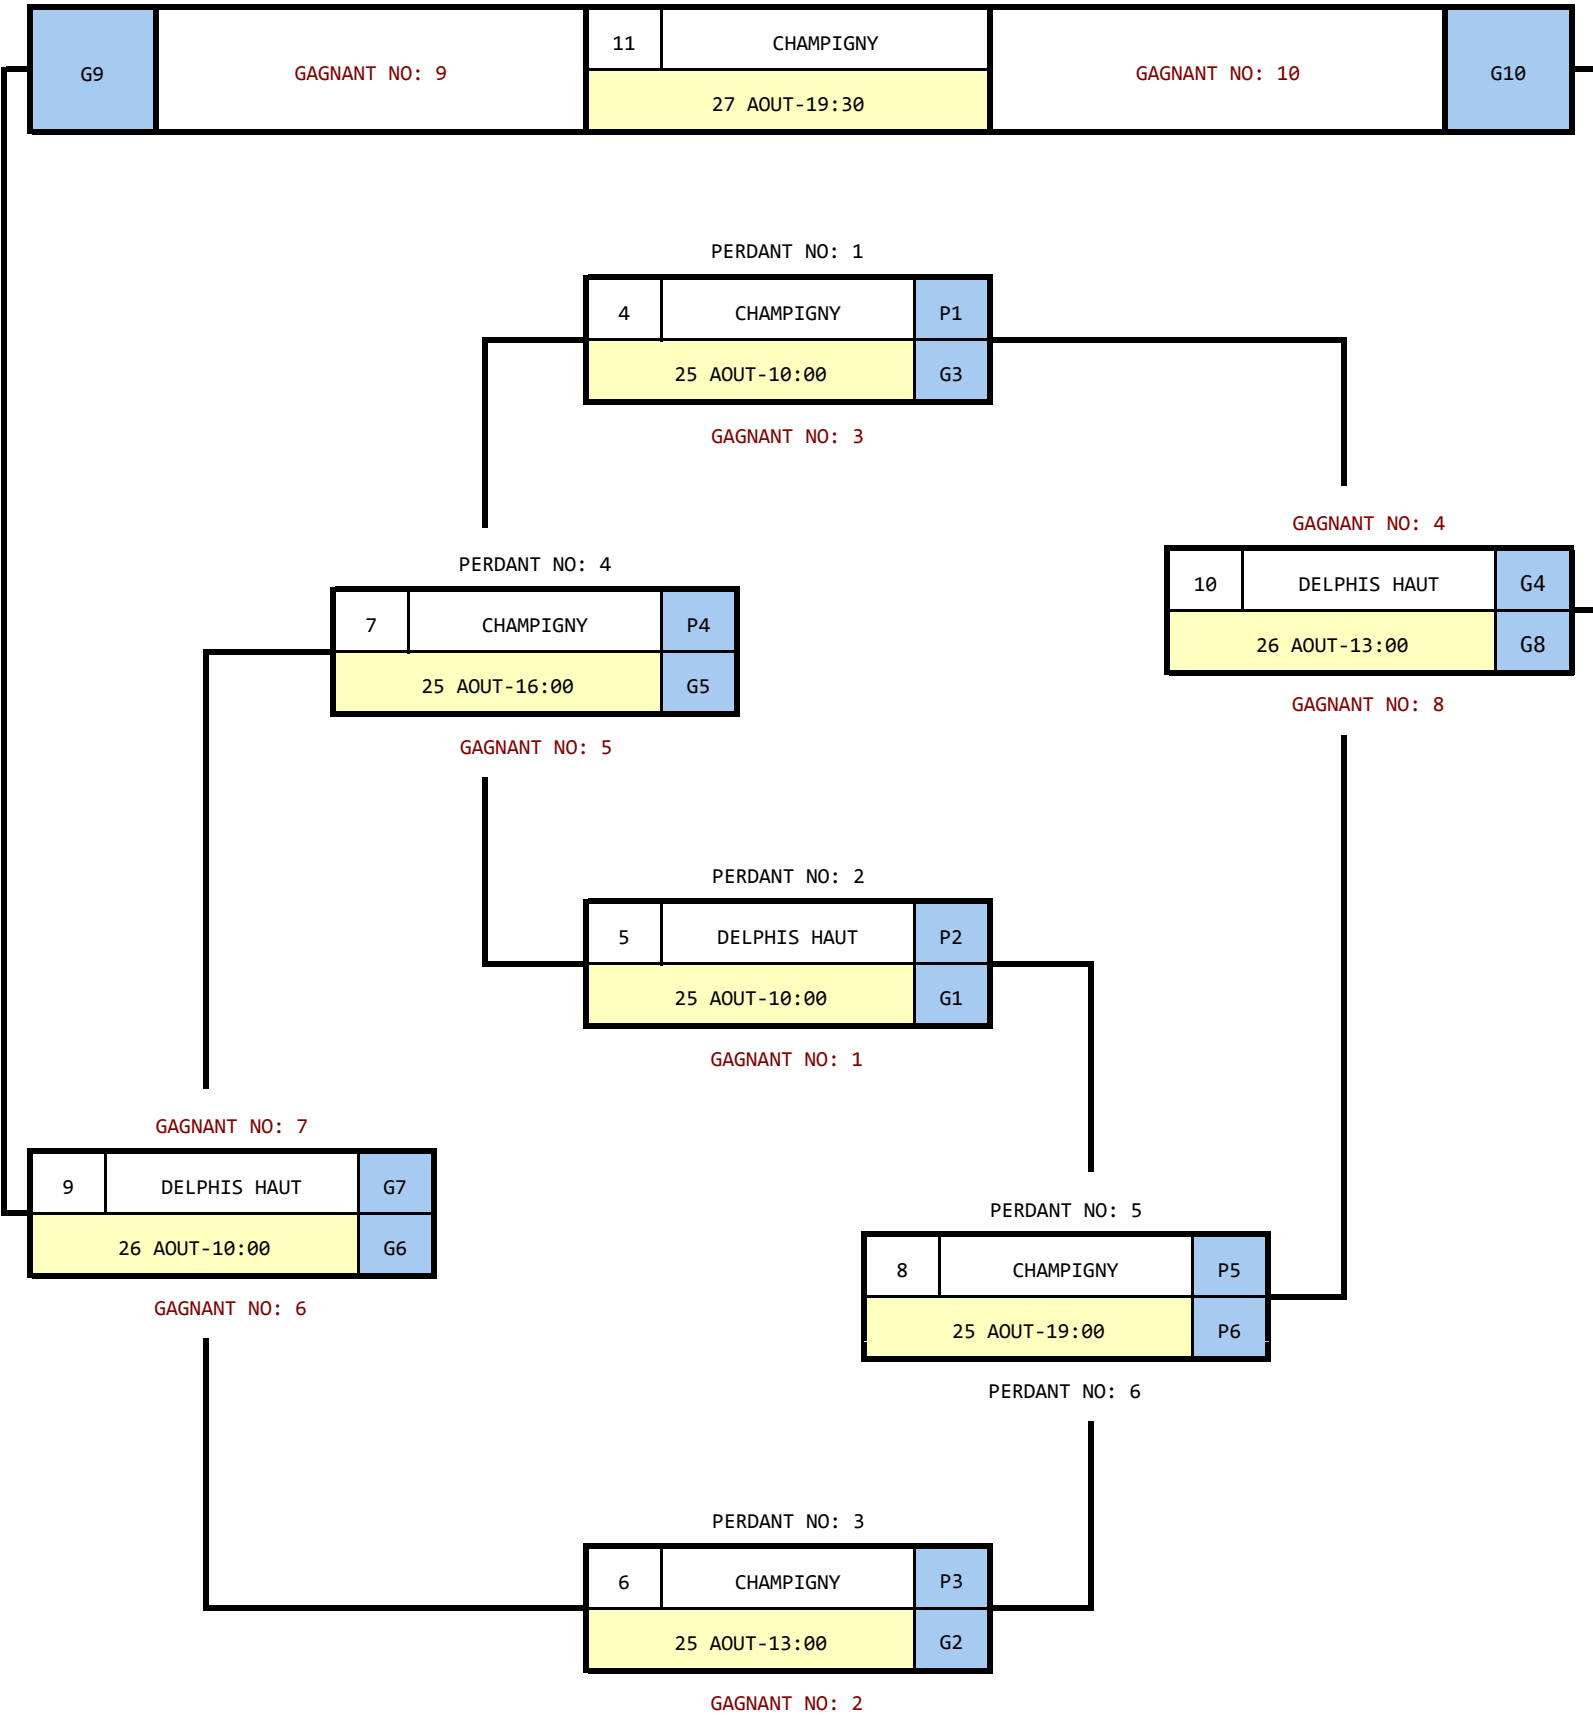 G9 GAGNANT NO: 9 11 CHAMPIGNY GAGNANT NO: 10 G10
27 AOUT-19:30
PERDANT NO: 1
4 CHAMPIGNY P1
25 AOUT-10:00 G3
GAGNANT NO: 3
GAGNANT NO: 4
10 DELPHIS HAUT G4
26 AOUT-13:00 G8
GAGNANT NO: 8
PERDANT NO: 4
7 CHAMPIGNY P4
25 AOUT-16:00 G5
GAGNANT NO: 5
PERDANT NO: 2
5 DELPHIS HAUT P2
25 AOUT-10:00 G1
GAGNANT NO: 1
GAGNANT NO: 7
9 DELPHIS HAUT G7
26 AOUT-10:00 G6
GAGNANT NO: 6
PERDANT NO: 5
8 CHAMPIGNY P5
25 AOUT-19:00 P6
PERDANT NO: 6
PERDANT NO: 3
6 CHAMPIGNY P3
25 AOUT-13:00 G2
GAGNANT NO: 2